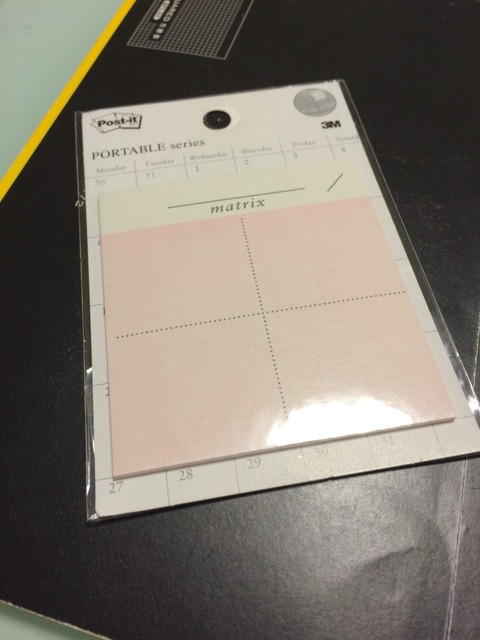 Post-it
3M
PORTABLE series
Monday Tuesday Wednesday Thursday Friday
30 31 1 2 3 4
matrix
27 28 29 30 31